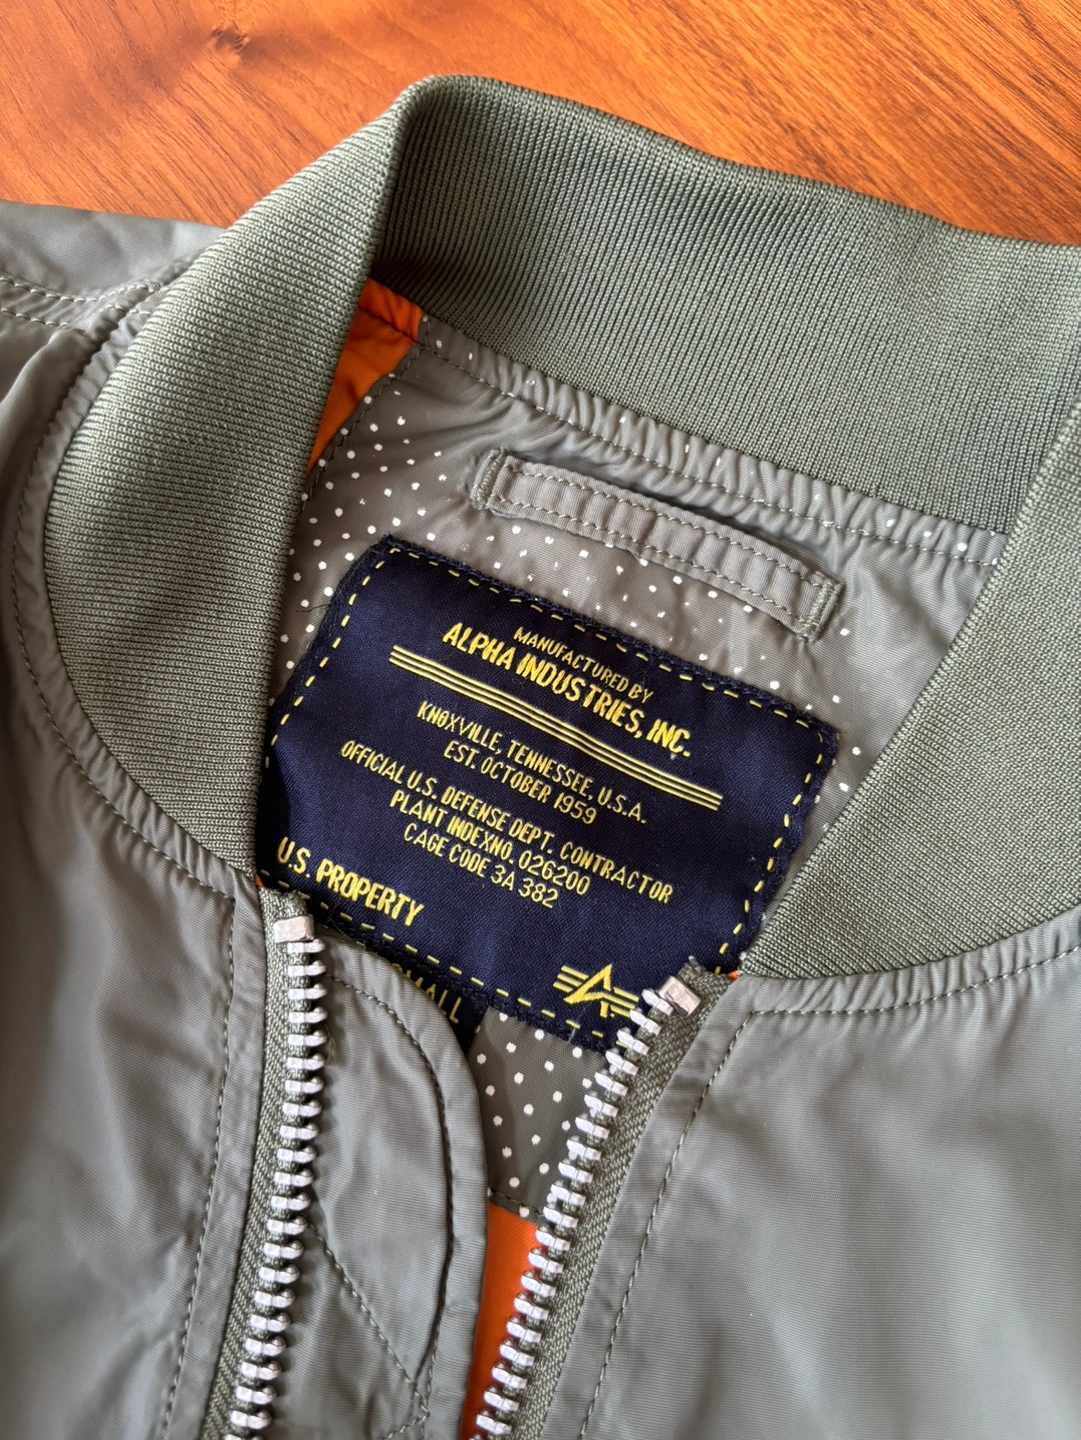 MANUFACTURED BY
ALPHA INDUSTRIES, INC.
KNOXVILLE, TENNESSEE, U.S.A.
EST. OCTOBER 1959
OFFICIAL U.S. DEFENSE DEPT. CONTRACTOR
PLANT INDEXNO. 026200
CAGE CODE 3A 382
U.S. PROPERTY